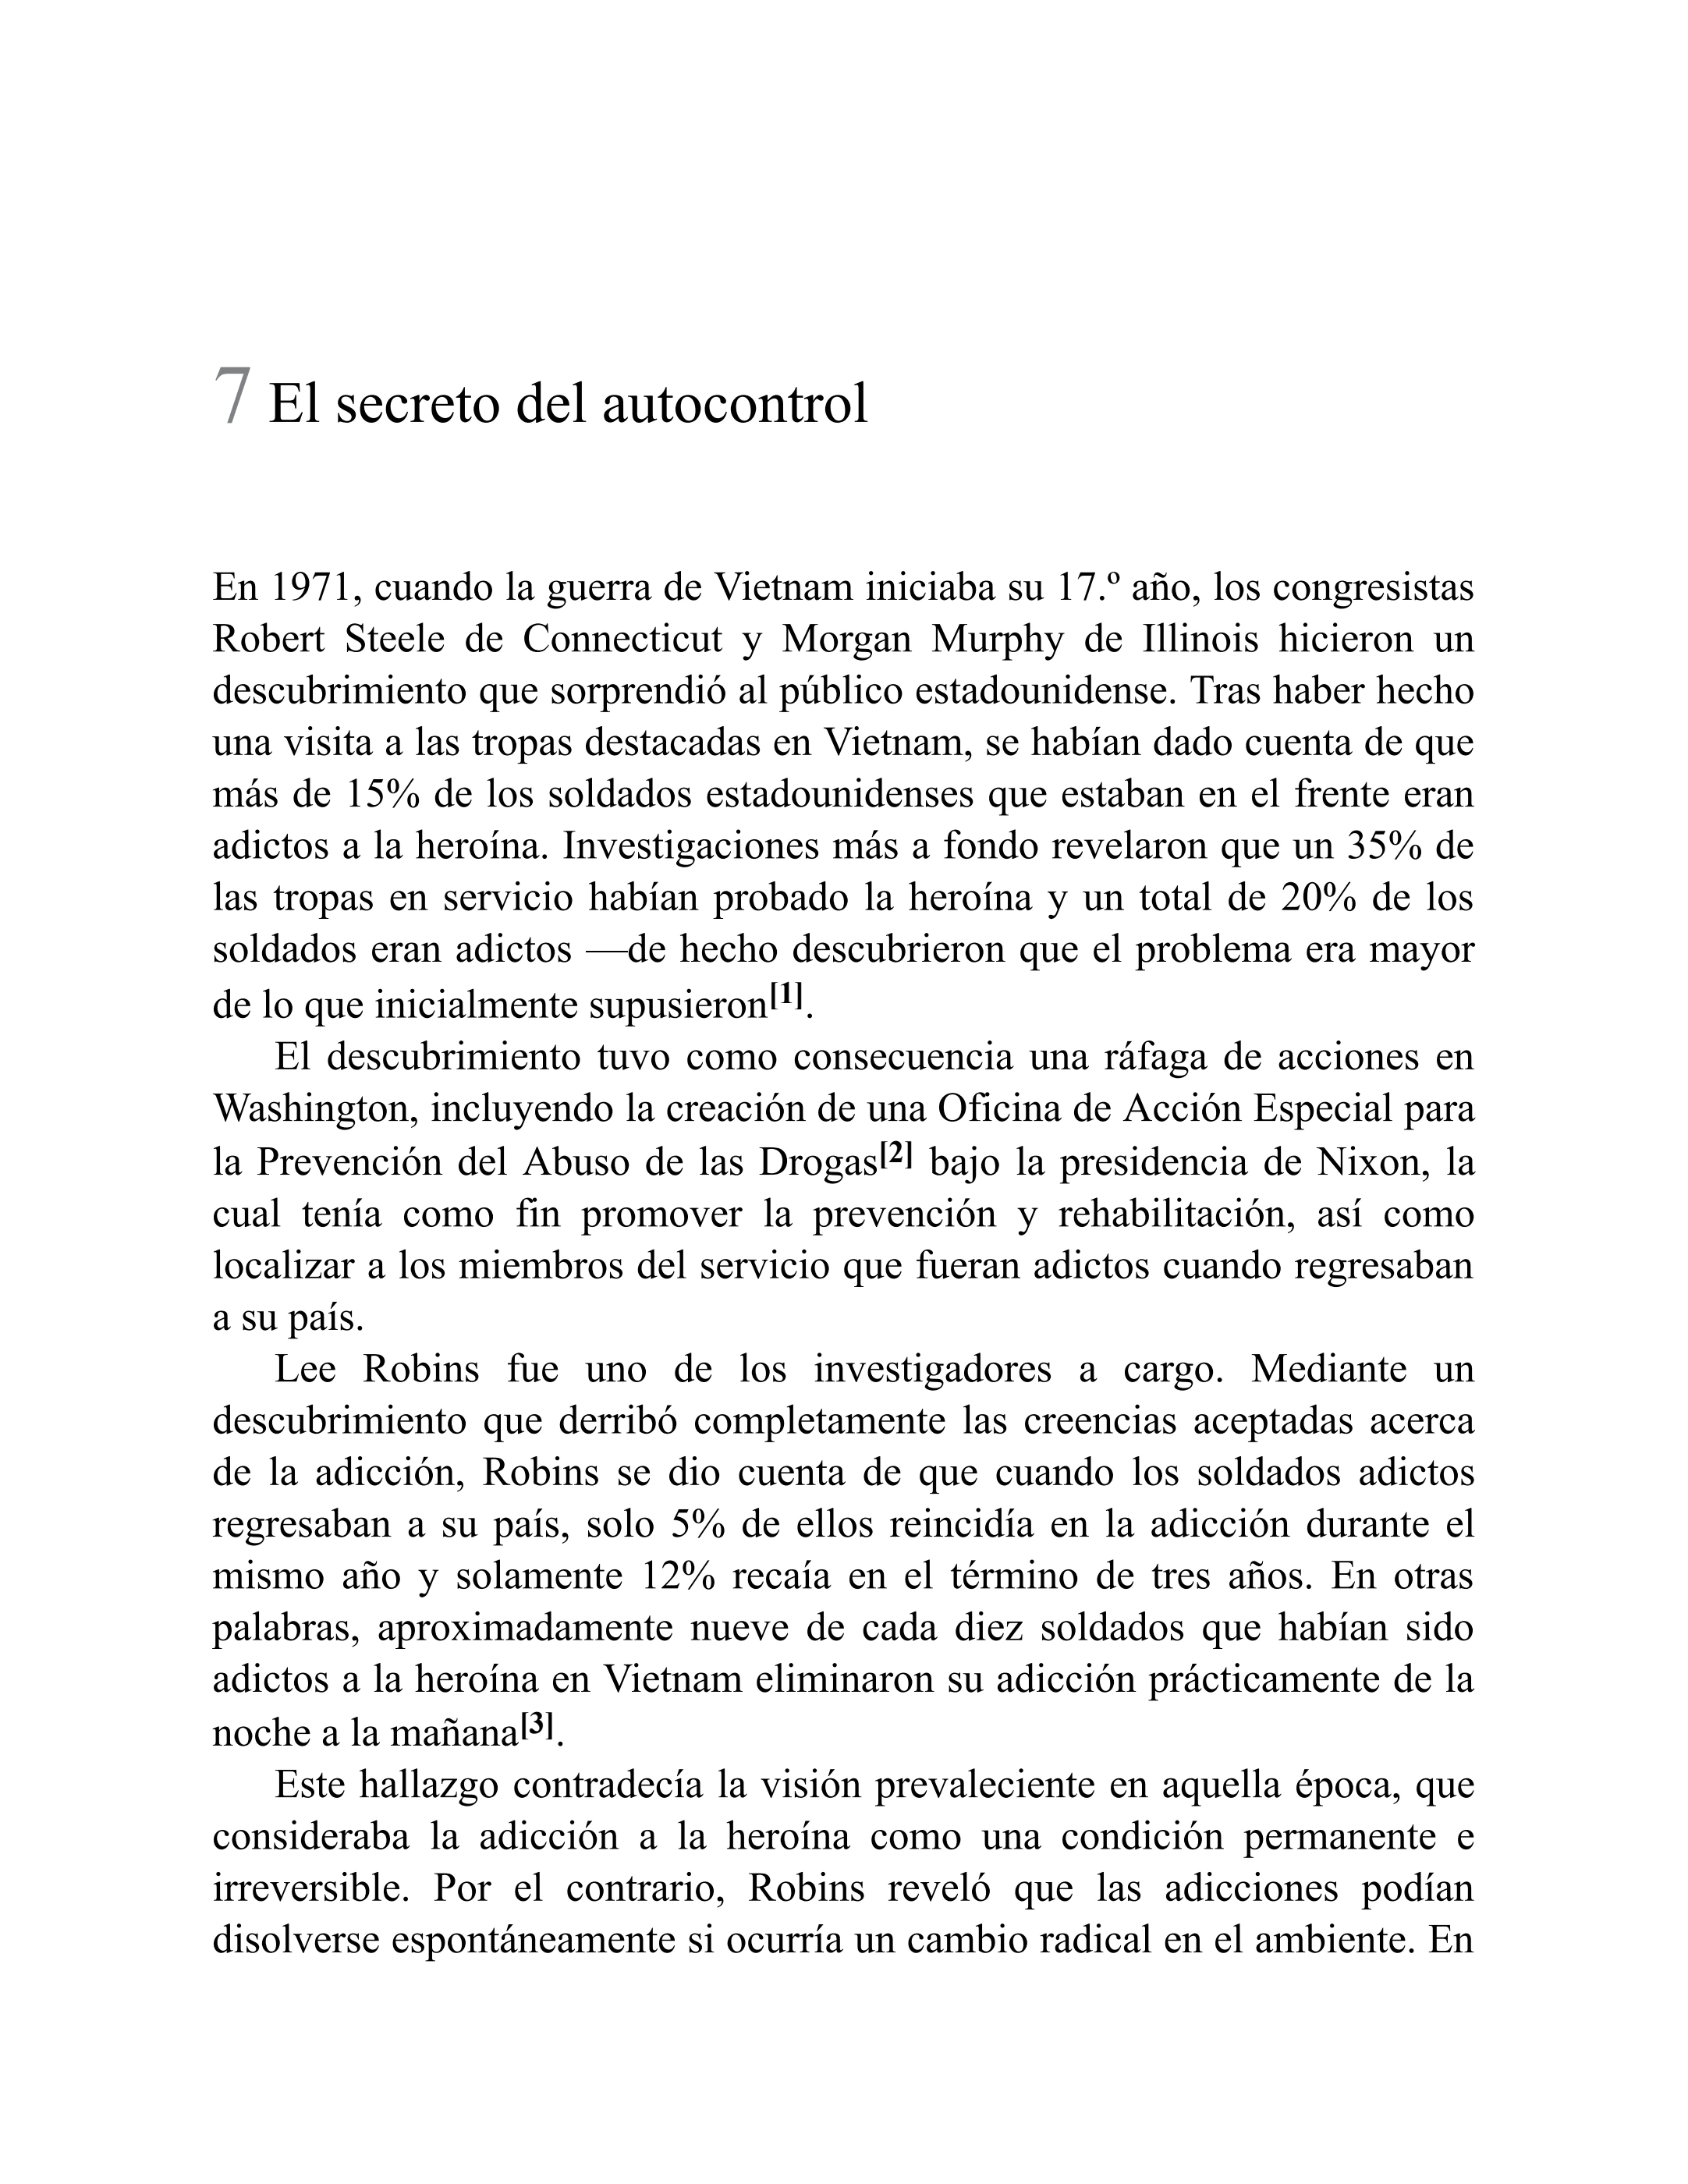 7 El secreto del autocontrol
En 1971, cuando la guerra de Vietnam iniciaba su 17.º año, los congresistas
Robert Steele de Connecticut y Morgan Murphy de Illinois hicieron un
descubrimiento que sorprendió al público estadounidense. Tras haber hecho
una visita a las tropas destacadas en Vietnam, se habían dado cuenta de que
más de 15% de los soldados estadounidenses que estaban en el frente eran
adictos a la heroína. Investigaciones más a fondo revelaron que un 35% de
las tropas en servicio habían probado la heroína y un total de 20% de los
soldados eran adictos —de hecho descubrieron que el problema era mayor
de lo que inicialmente supusieron[1].
El descubrimiento tuvo como consecuencia una ráfaga de acciones en
Washington, incluyendo la creación de una Oficina de Acción Especial para
la Prevención del Abuso de las Drogas[2] bajo la presidencia de Nixon, la
cual tenía como fin promover la prevención y rehabilitación, así como
localizar a los miembros del servicio que fueran adictos cuando regresaban
a su país.
Lee Robins fue uno de los investigadores a cargo. Mediante un
descubrimiento que derribó completamente las creencias aceptadas acerca
de la adicción, Robins se dio cuenta de que cuando los soldados adictos
regresaban a su país, solo 5% de ellos reincidía en la adicción durante el
mismo año y solamente 12% recaía en el término de tres años. En otras
palabras, aproximadamente nueve de cada diez soldados que habían sido
adictos a la heroína en Vietnam eliminaron su adicción prácticamente de la
noche a la mañana[3].
Este hallazgo contradecía la visión prevaleciente en aquella época, que
consideraba la adicción a la heroína como una condición permanente e
irreversible. Por el contrario, Robins reveló que las adicciones podían
disolverse espontáneamente si ocurría un cambio radical en el ambiente. En